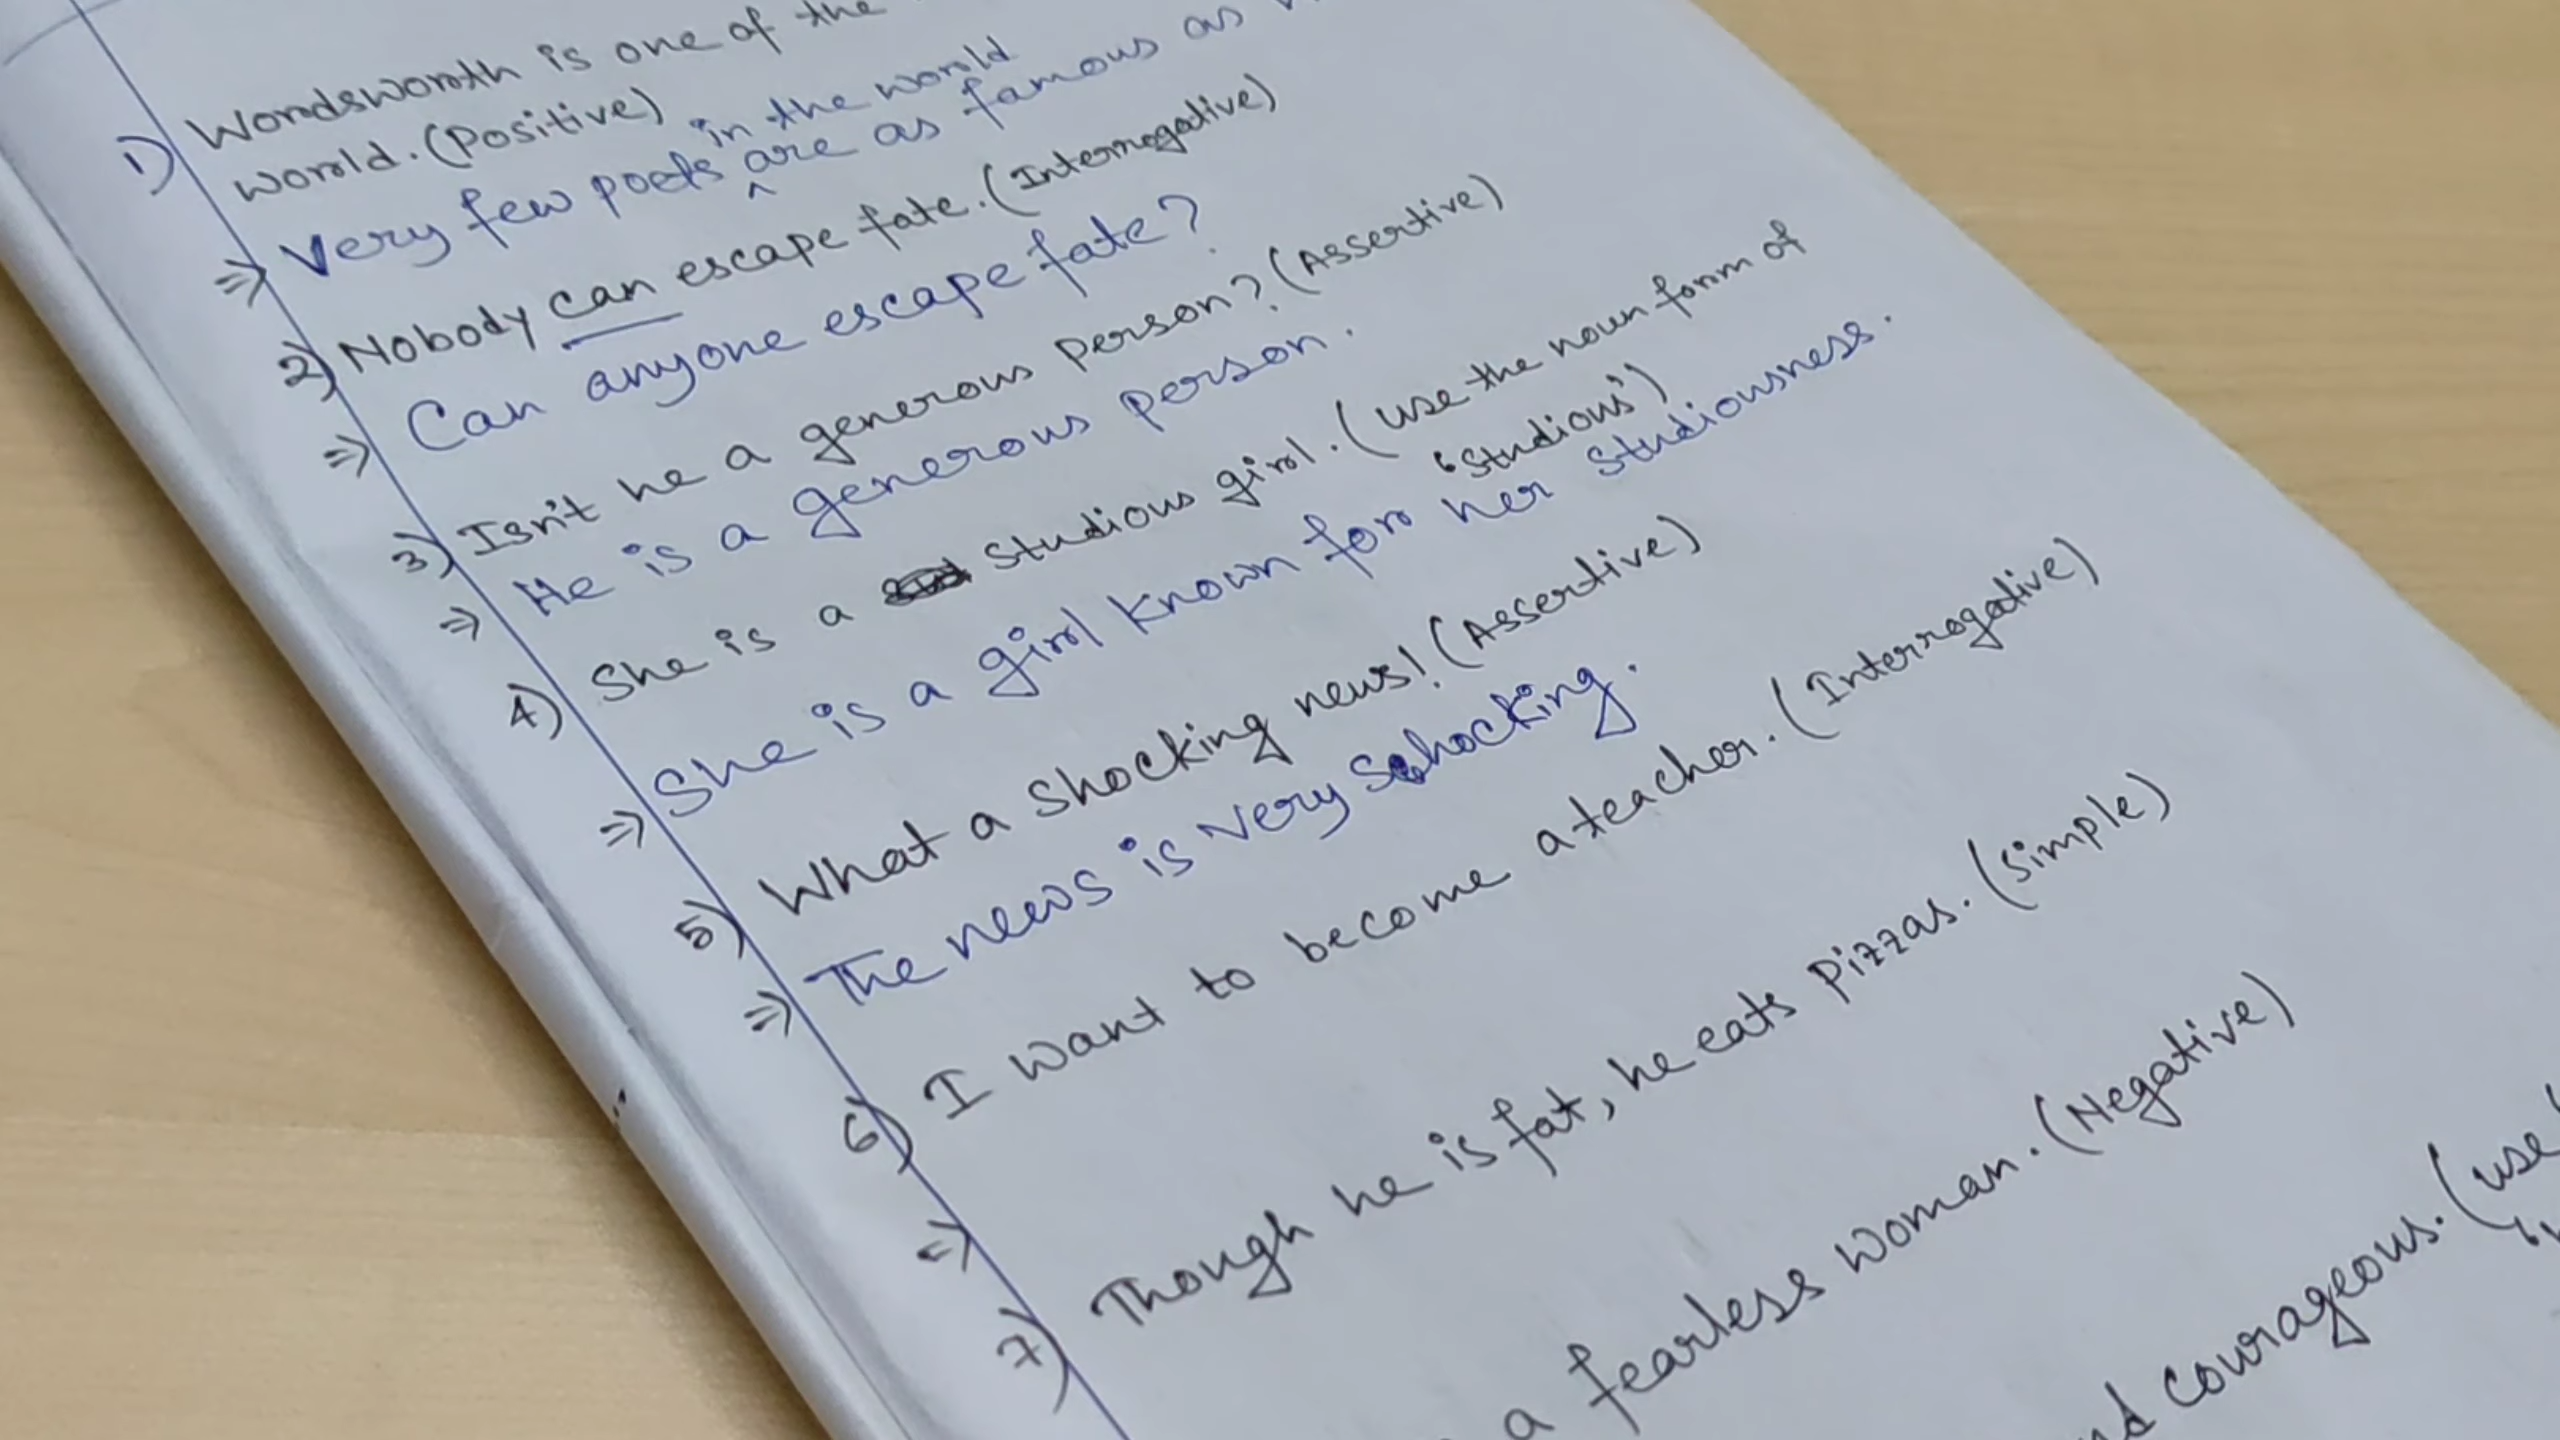 1) Wordsworth is one of the
world. (Positive)
in the world
⇒ Very few poets ^ are as famous as
2) Nobody can escape fate. (Interrogative)
⇒ Can anyone escape fate?
3) Isn't he a generous person? (Assertive)
⇒ He is a generous person.
4) She is a studious girl. (use the noun form of
'studious')
⇒ She is a girl known for her studiousness.
5) What a shocking news! (Assertive)
⇒ The news is very shocking.
6) I want to become a teacher. (Interrogative)
⇒
7) Though he is fat, he eats pizzas. (Simple)
a fearless woman. (Negative)
courageous. (use